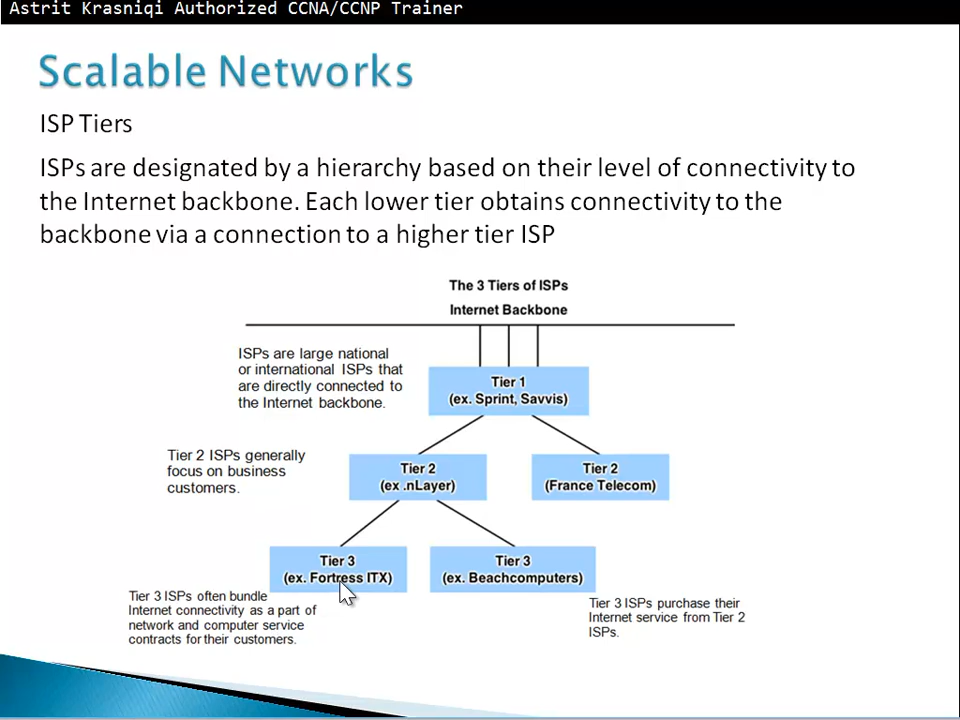 Astrit Krasniqi Authorized CCNA/CCNP Trainer
Scalable Networks
ISP Tiers
ISPs are designated by a hierarchy based on their level of connectivity to
the Internet backbone. Each lower tier obtains connectivity to the
backbone via a connection to a higher tier ISP
The 3 Tiers of ISPs
Internet Backbone
ISPs are large national
or international ISPs that
are directly connected to
the Internet backbone.
Tier 1
(ex. Sprint, Savvis)
Tier 2 ISPs generally
focus on business
customers.
Tier 2
(ex .nLayer)
Tier 2
(France Telecom)
Tier 3
(ex. Fortress ITX)
Tier 3
(ex. Beachcomputers)
Tier 3 ISPs often bundle
Internet connectivity as a part of
network and computer service
contracts for their customers.
Tier 3 ISPs purchase their
Internet service from Tier 2
ISPs.